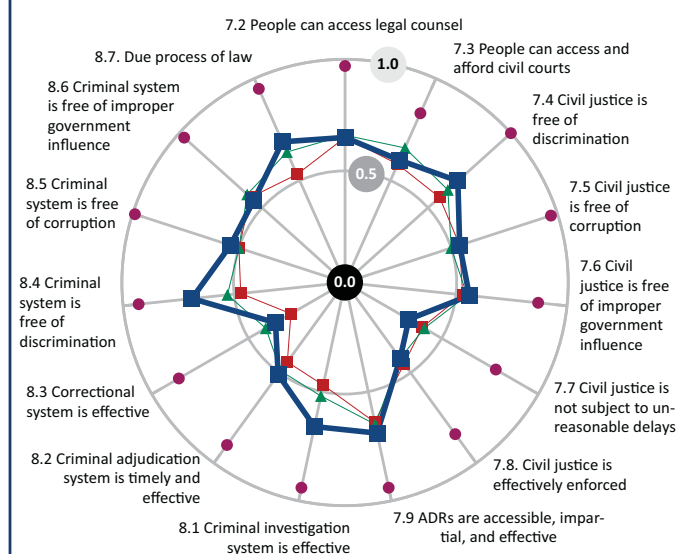 7.2 People can access legal counsel
7.3 People can access and
afford civil courts
7.4 Civil justice is
free of
discrimination
7.5 Civil justice
is free of
corruption
7.6 Civil
justice is free
of improper
government
influence
7.7 Civil justice is
not subject to un-
reasonable delays
7.8. Civil justice is
effectively enforced
7.9 ADRs are accessible, impar-
tial, and effective
8.1 Criminal investigation
system is effective
8.2 Criminal adjudication
system is timely and
effective
8.3 Correctional
system is effective
8.4 Criminal
system is
free of
discrimination
8.5 Criminal
system is free
of corruption
8.6 Criminal system
is free of improper
government
influence
8.7. Due process of law
1.0
0.5
0.0